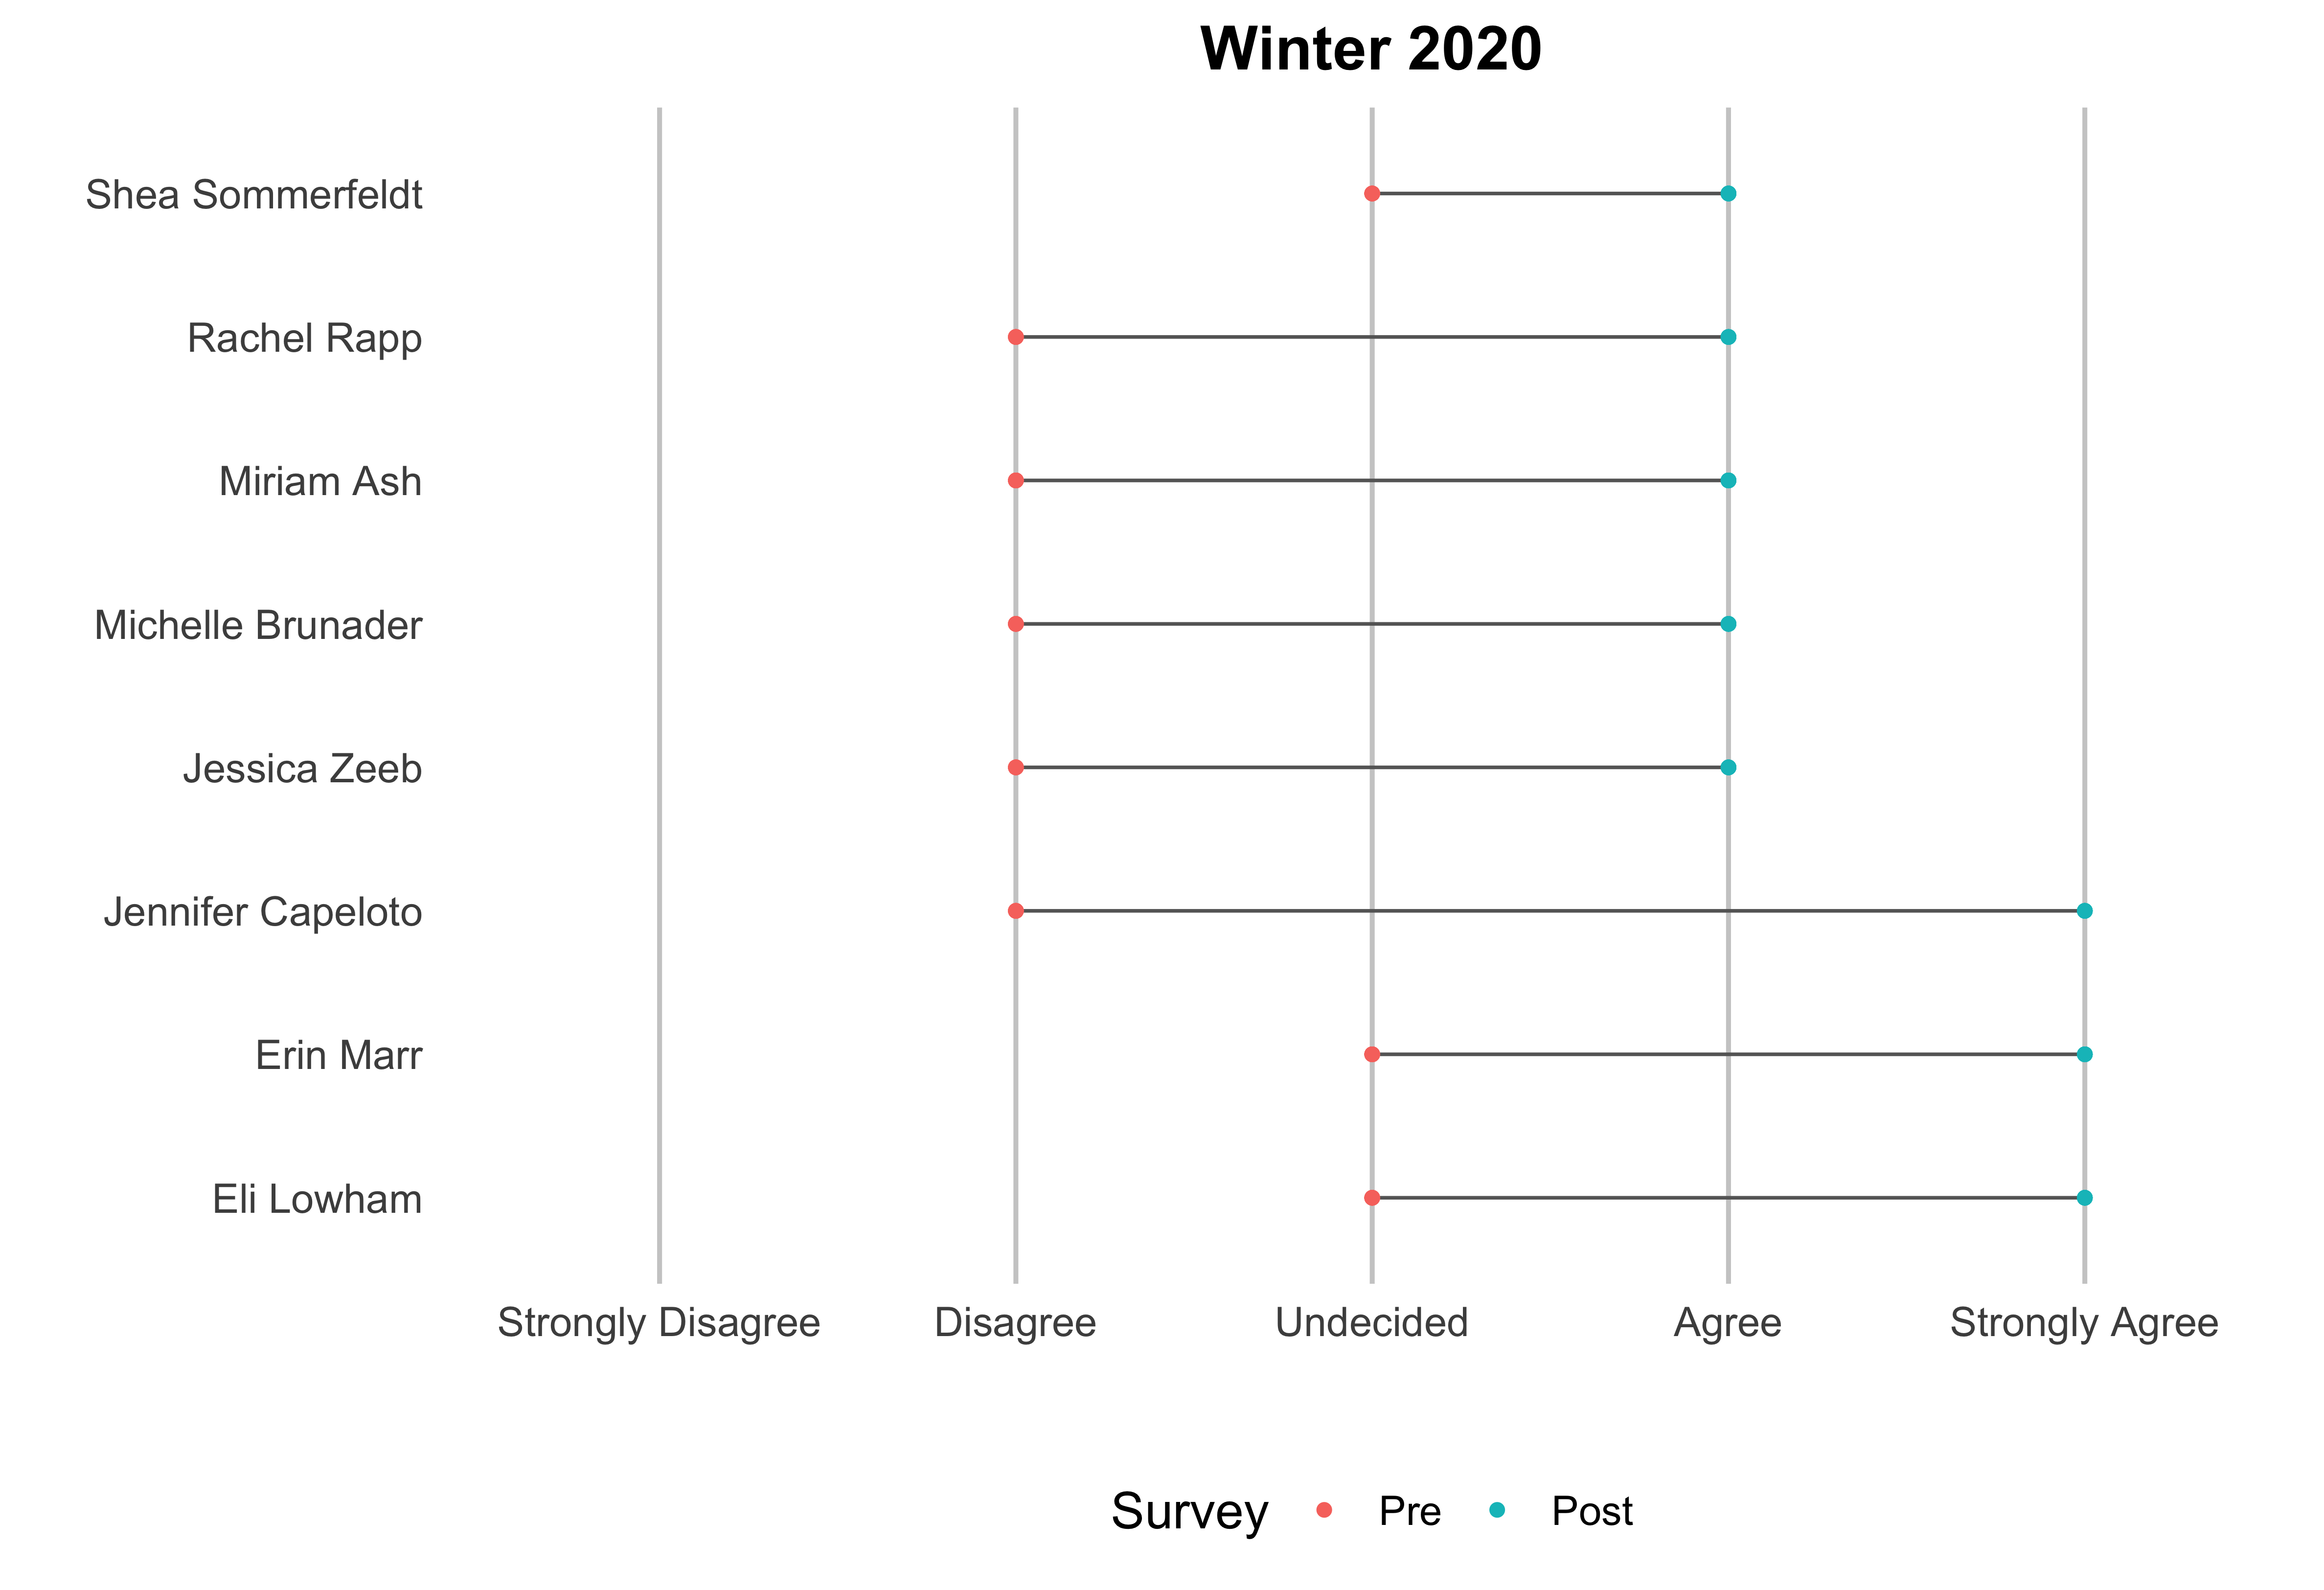 Winter 2020
Shea Sommerfeldt
Rachel Rapp
Miriam Ash
Michelle Brunader
Jessica Zeeb
Jennifer Capeloto
Erin Marr
Eli Lowham
Strongly Disagree Disagree Undecided Agree Strongly Agree
Survey Pre Post